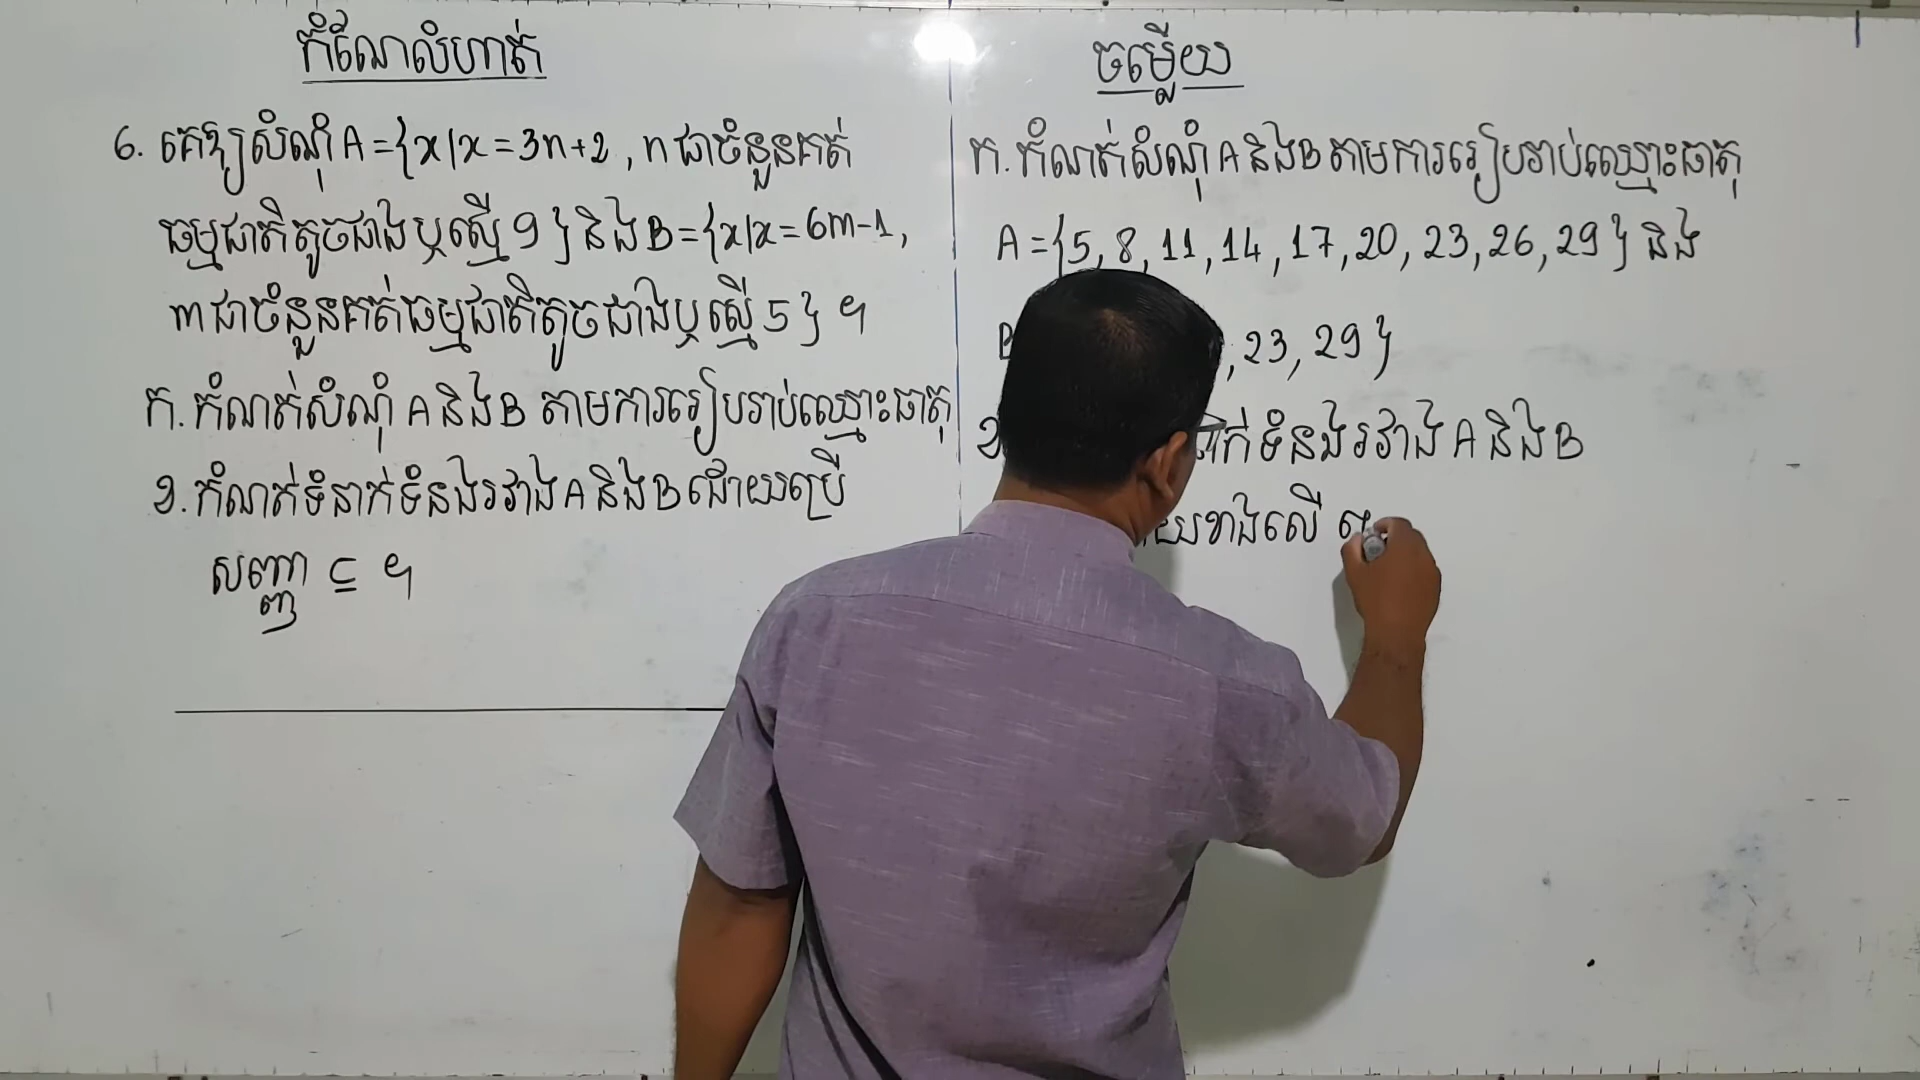 កំណែលំហាត់
6. គេឱ្យសំណុំ A={x/x=3n+2, n ជាចំនួនគត់
ធម្មជាតិតូចជាងឬស្មើ 9} និង B={x/x=6m-1,
m ជាចំនួនគត់ធម្មជាតិតូចជាងឬស្មើ 5} ។
ក. កំណត់សំណុំ A និង B តាមការរៀបរាប់ឈ្មោះធាតុ
ខ. កំណត់ទំនាក់ទំនងរវាង A និង B ដោយប្រើ
សញ្ញា ⊆ ។
ចម្លើយ
ក. កំណត់សំណុំ A និង B តាមការរៀបរាប់ឈ្មោះធាតុ
A={5, 8, 11, 14, 17, 20, 23, 26, 29} និង
B , 23, 29}
ខ ទំនងរវាង A និង B
ខាងលើ